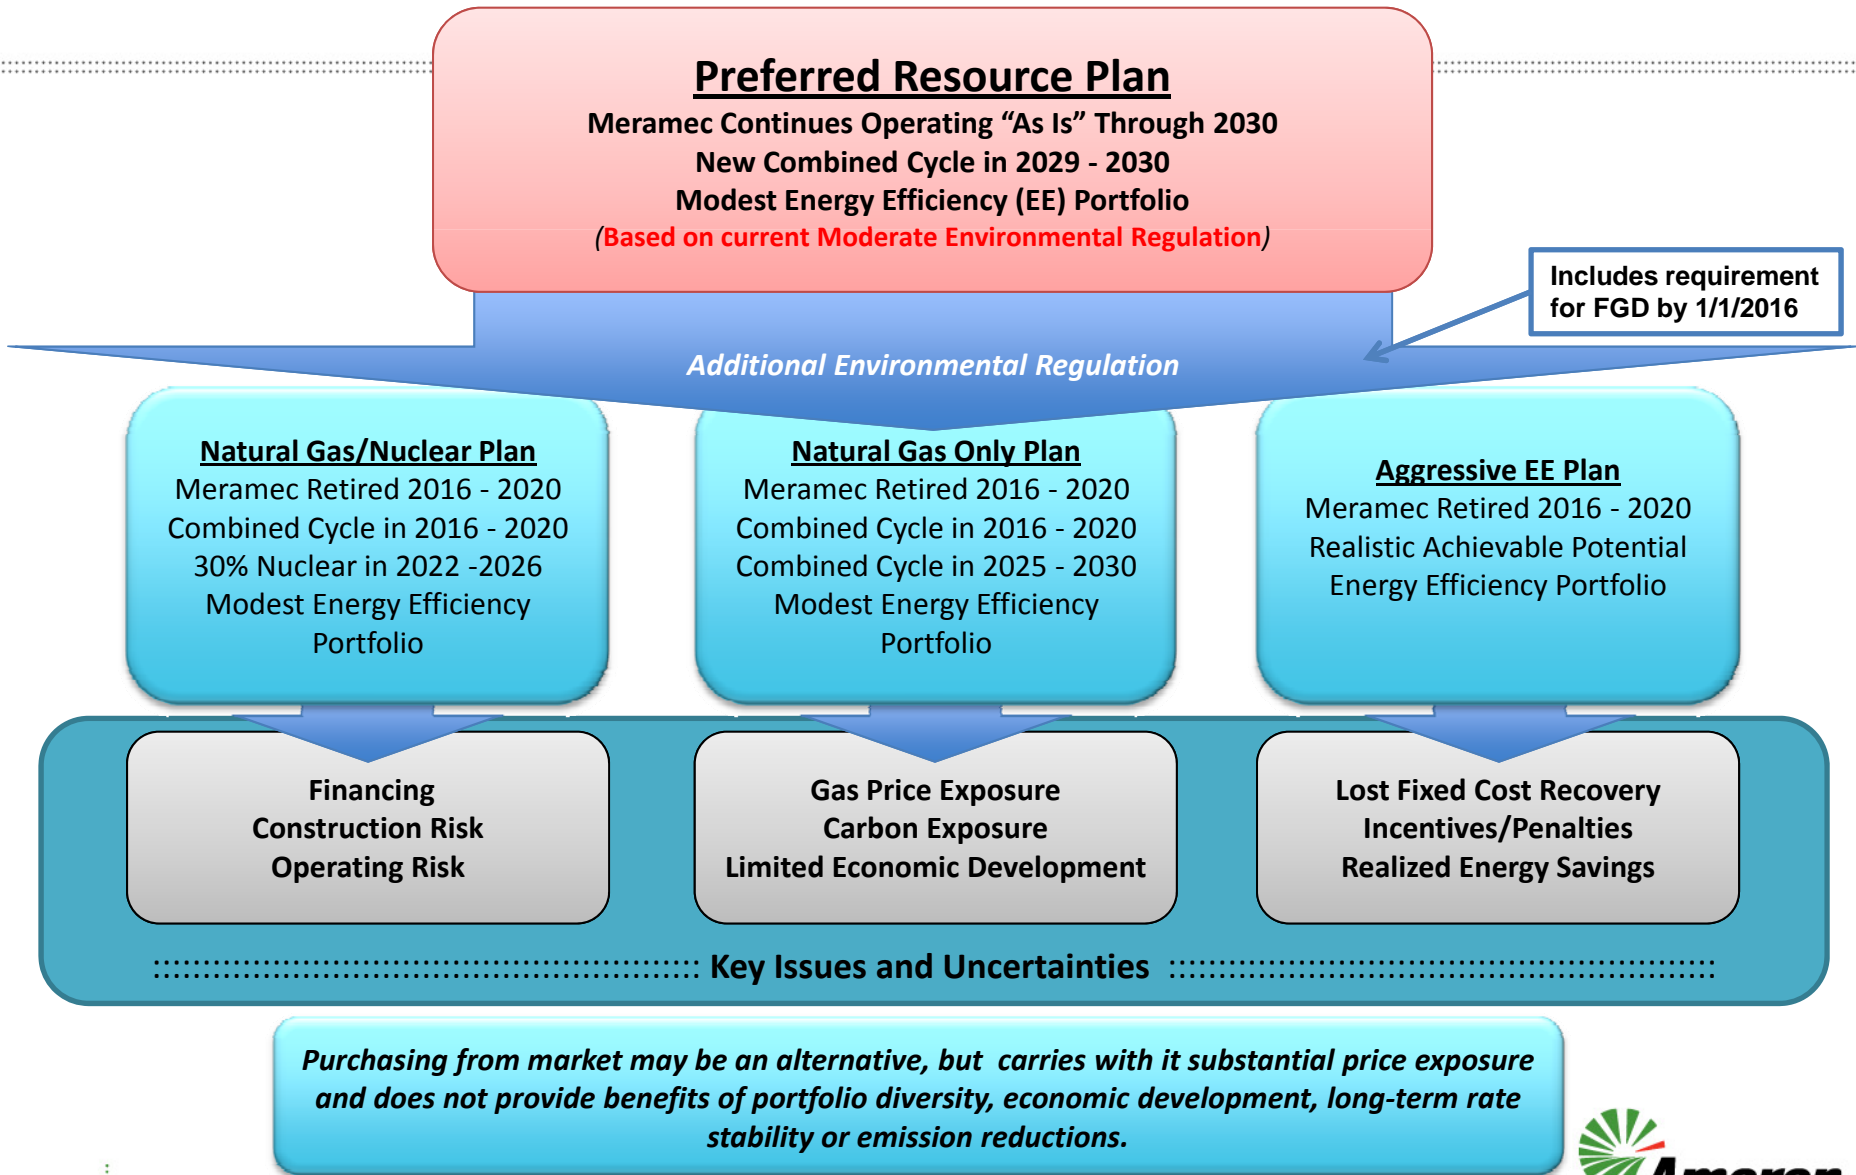 Preferred Resource Plan
Meramec Continues Operating “As Is” Through 2030
New Combined Cycle in 2029 - 2030
Modest Energy Efficiency (EE) Portfolio
(Based on current Moderate Environmental Regulation)
Includes requirement
for FGD by 1/1/2016
Additional Environmental Regulation
Natural Gas/Nuclear Plan
Meramec Retired 2016 - 2020
Combined Cycle in 2016 - 2020
30% Nuclear in 2022 -2026
Modest Energy Efficiency
Portfolio
Natural Gas Only Plan
Meramec Retired 2016 - 2020
Combined Cycle in 2016 - 2020
Combined Cycle in 2025 - 2030
Modest Energy Efficiency
Portfolio
Aggressive EE Plan
Meramec Retired 2016 - 2020
Realistic Achievable Potential
Energy Efficiency Portfolio
Financing
Construction Risk
Operating Risk
Gas Price Exposure
Carbon Exposure
Limited Economic Development
Lost Fixed Cost Recovery
Incentives/Penalties
Realized Energy Savings
Key Issues and Uncertainties
Purchasing from market may be an alternative, but carries with it substantial price exposure
and does not provide benefits of portfolio diversity, economic development, long-term rate
stability or emission reductions.
Ameren